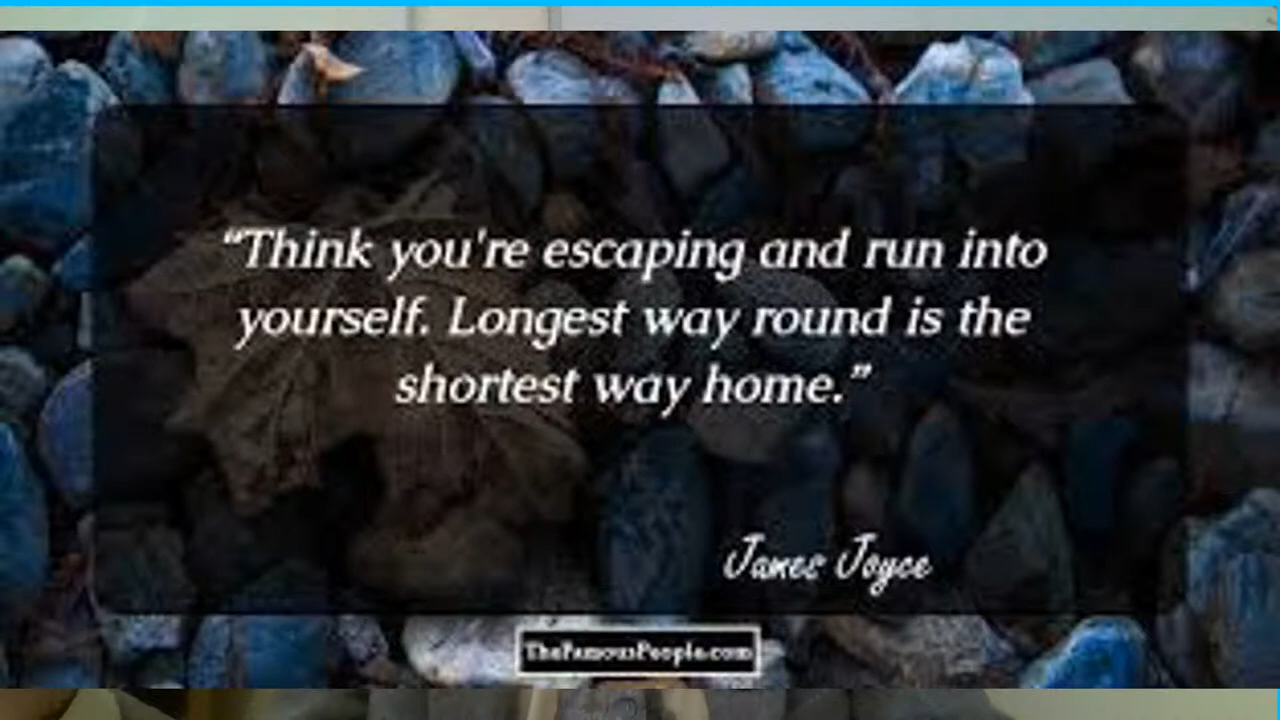 “Think you're escaping and run into
yourself. Longest way round is the
shortest way home.”
James Joyce
TheFamousPeople.com